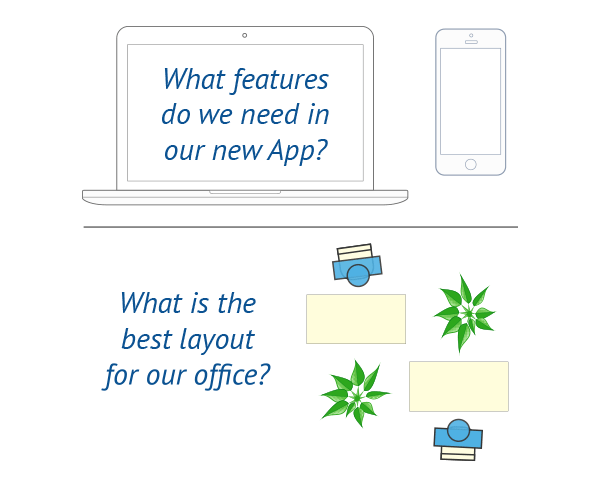 What features
do we need in
our new App?
What is the
best layout
for our office?